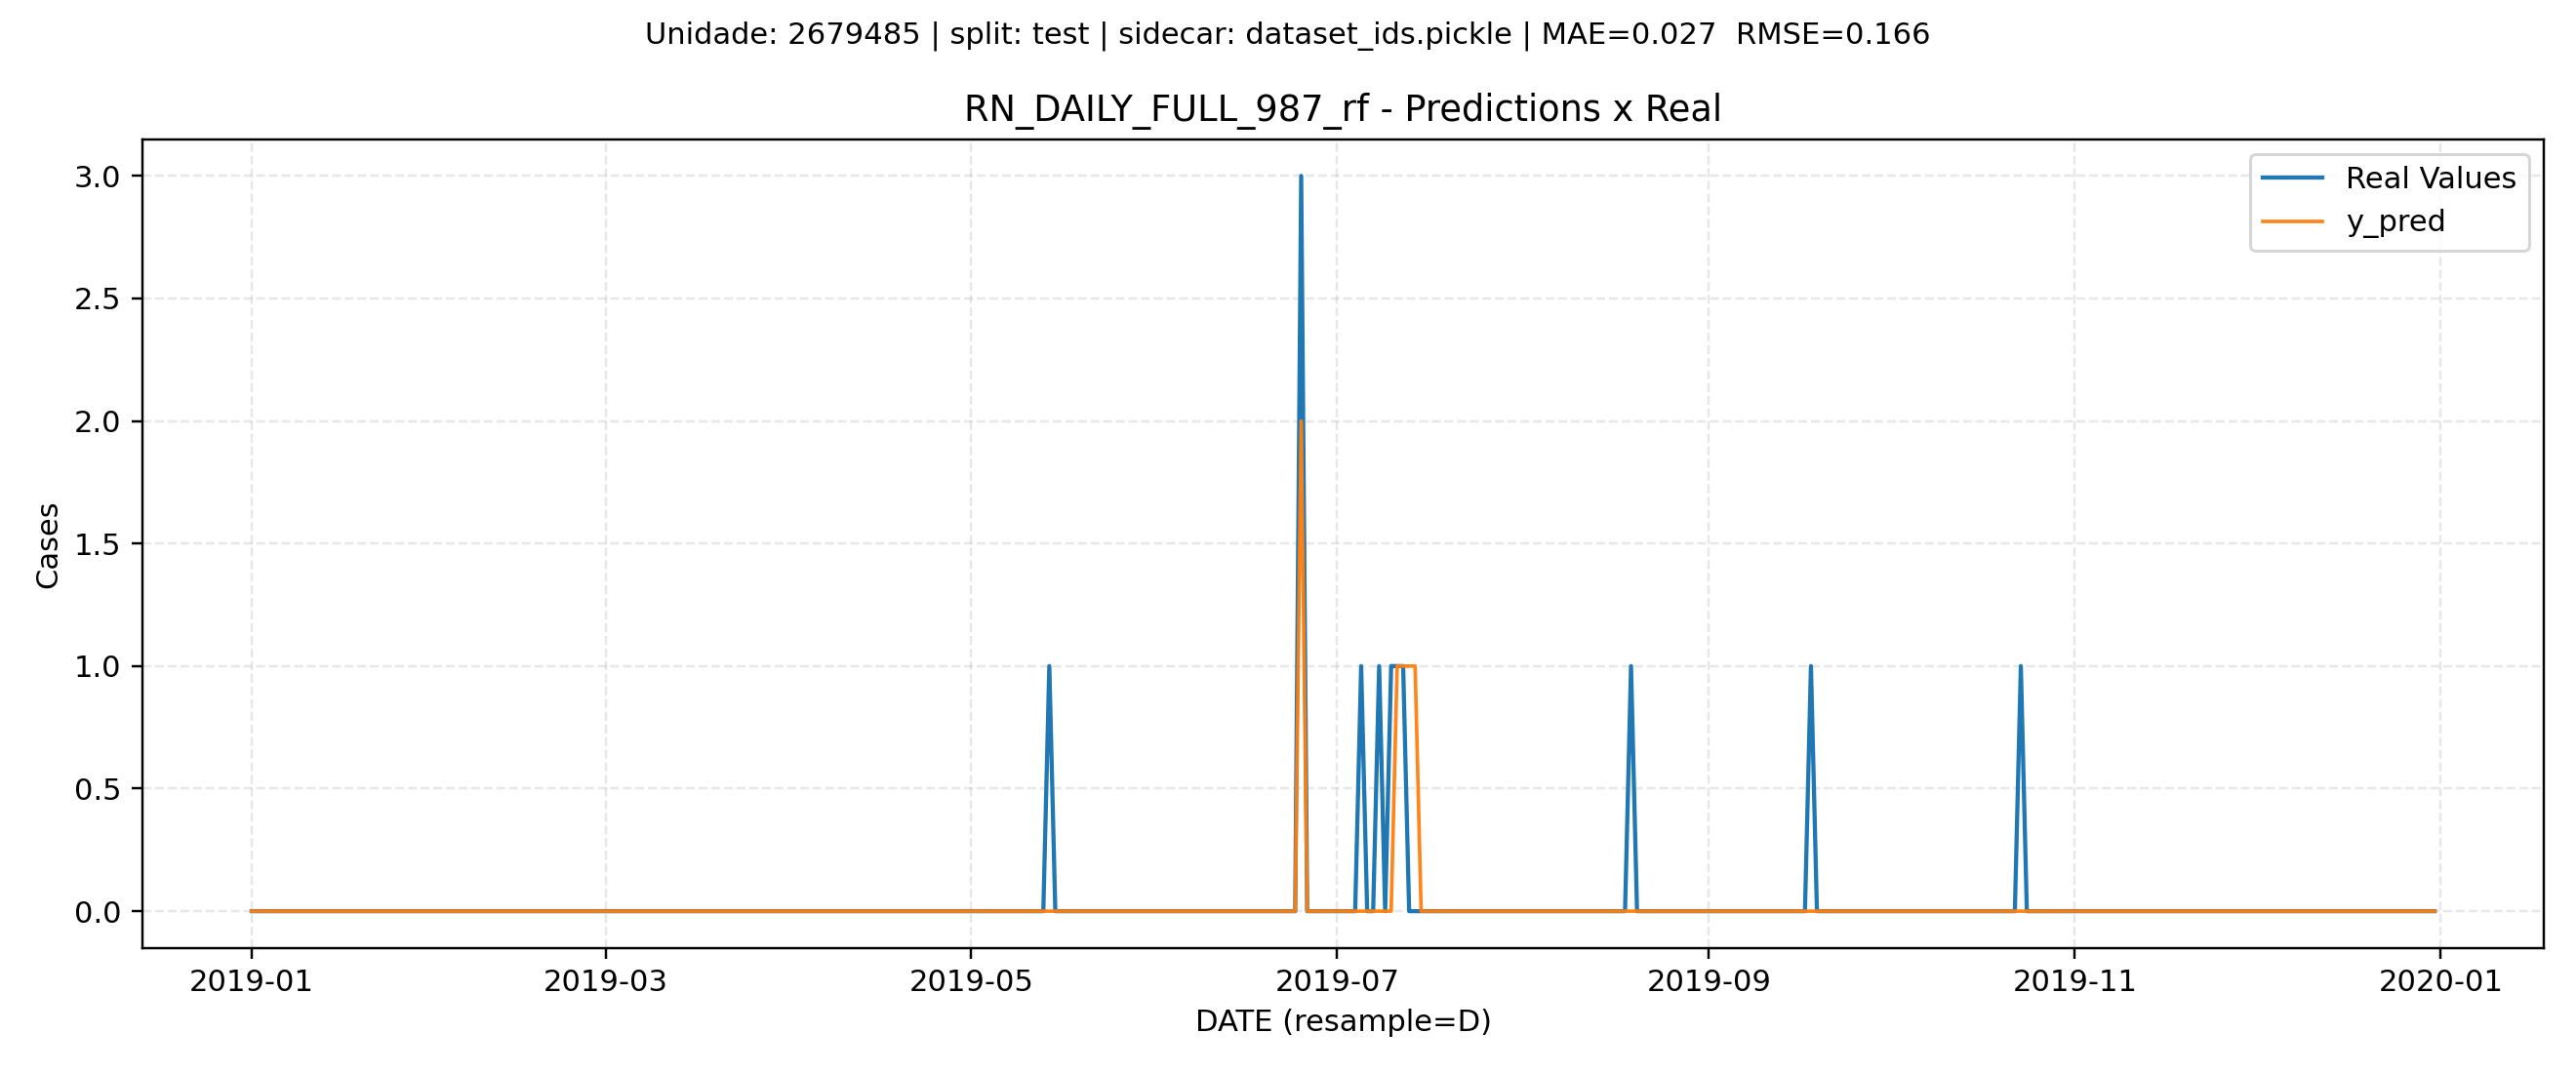 Unidade: 2679485 | split: test | sidecar: dataset_ids.pickle | MAE=0.027  RMSE=0.166
RN_DAILY_FULL_987_rf - Predictions x Real
Real Values
y_pred
3.0
2.5
2.0
1.5
1.0
0.5
0.0
Cases
2019-01 2019-03 2019-05 2019-07 2019-09 2019-11 2020-01
DATE (resample=D)